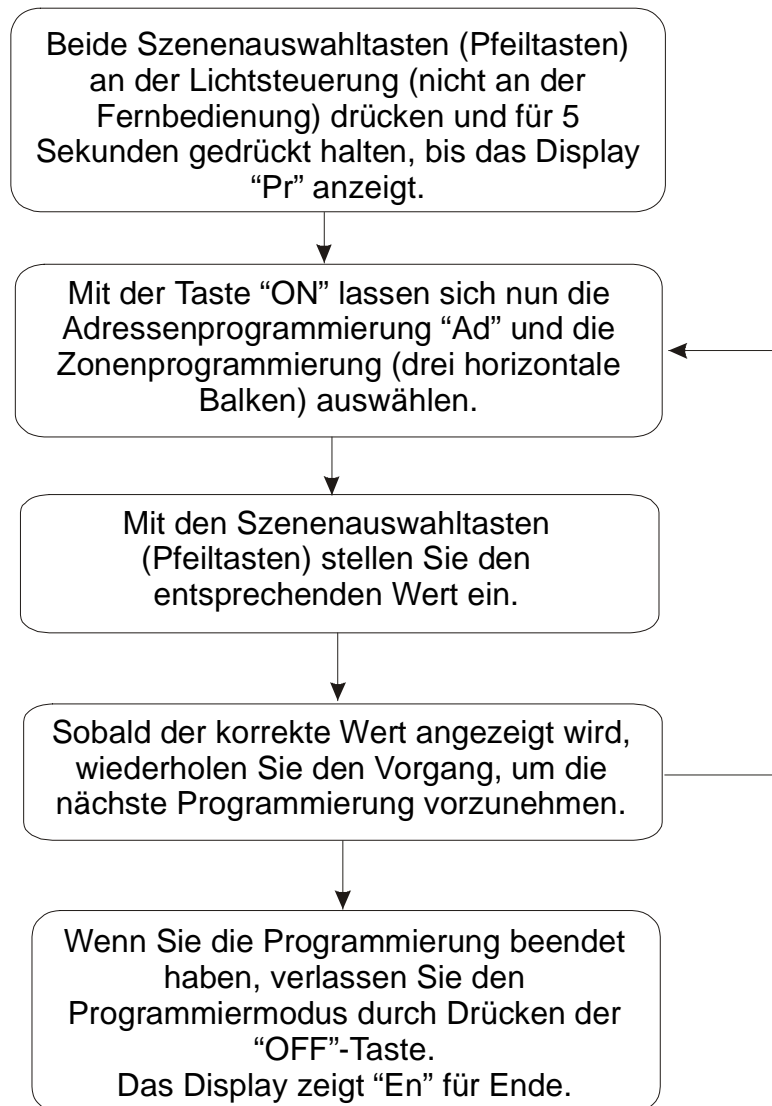 Beide Szenenauswahltasten (Pfeiltasten)
an der Lichtsteuerung (nicht an der
Fernbedienung) drücken und für 5
Sekunden gedrückt halten, bis das Display
“Pr” anzeigt.
Mit der Taste “ON” lassen sich nun die
Adressenprogrammierung “Ad” und die
Zonenprogrammierung (drei horizontale
Balken) auswählen.
Mit den Szenenauswahltasten
(Pfeiltasten) stellen Sie den
entsprechenden Wert ein.
Sobald der korrekte Wert angezeigt wird,
wiederholen Sie den Vorgang, um die
nächste Programmierung vorzunehmen.
Wenn Sie die Programmierung beendet
haben, verlassen Sie den
Programmiermodus durch Drücken der
“OFF”-Taste.
Das Display zeigt “En” für Ende.